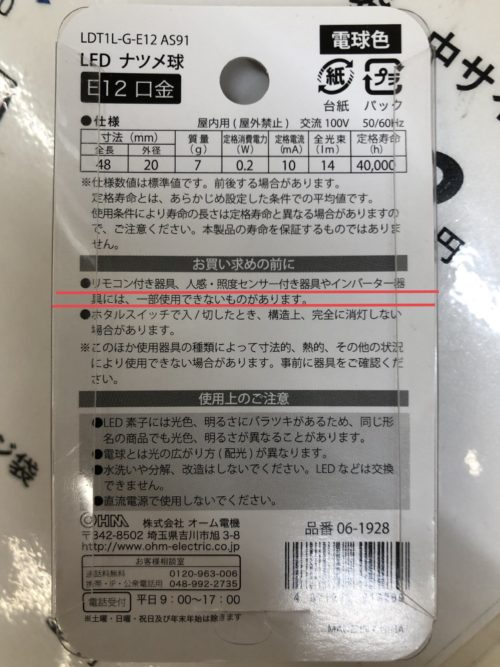 LDT1L-G-E12 AS91
電球色
LED ナツメ球
E12 口金
紙
プラ
台紙 パック
●仕様 屋内用(屋外禁止) 交流 100V 50/60Hz
寸法(mm) 質量(g) 定格消費電力(W) 定格電流(mA) 全光束(lm) 定格寿命(h)
全長 外径
48 20 7 0.2 10 14 40,000
※仕様数値は標準値です。前後する場合があります。
定格寿命とは、あらかじめ設定した条件での平均値です。
使用条件により寿命の長さは定格寿命と異なる場合がありますの
で、ご注意ください。本製品の寿命を保証するものではありま
せん。
お買い求めの前に
●リモコン付き器具、人感・照度センサー付き器具やインバーター器
具には、一部使用できないものがあります。
●ホタルスイッチで入/切したとき、構造上、完全に消灯しない
場合があります。
※このほか使用器具の種類によって寸法的、熱的、その他の状況
により使用できない場合があります。事前に器具をご確認くだ
さい。
使用上のご注意
●LED 素子には光色、明るさにバラツキがあるため、同じ形
名の商品でも光色、明るさが異なることがあります。
●電球とは光の広がり方(配光)が異なります。
●水洗いや分解、改造はしないでください。LED などは交換
できません。
●直流電源で使用しないでください。
OHM 株式会社 オーム電機
〒342-8502 埼玉県吉川市旭 3-8
http://www.ohm-electric.co.jp/
品番 06-1928
お客様相談室
通話料無料 0120-963-006
携帯・IP・公衆電話用 048-992-2735
電話受付 平日 9:00〜17:00
※土曜・日曜・祝日及び年末年始は除きます
円
ジ袋
中サイ